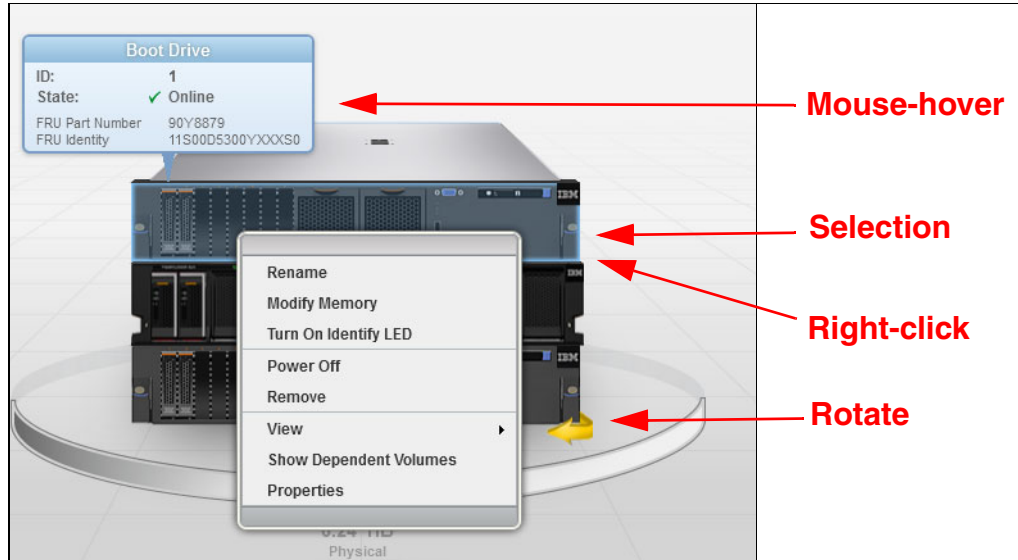 Boot Drive
ID: 1
State: ✓ Online
FRU Part Number 90Y8879
FRU Identity 11S00D5300YXXXS0
Mouse-hover
IBM
Selection
Rename
IBM
Modify Memory
Turn On Identify LED
Right-click
Power Off
IBM
Remove
Rotate
View
Show Dependent Volumes
Properties
Physical